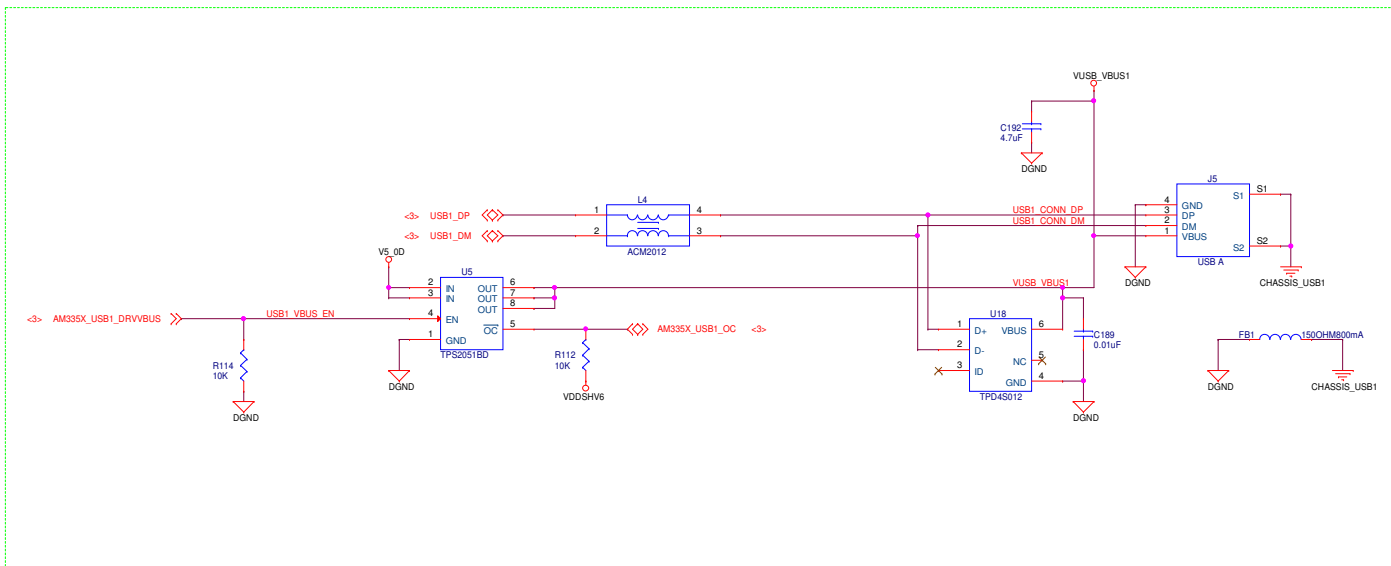 VUSB_VBUS1
C192
4.7uF
DGND
J5
S1
S1
4
GND
3
DP
2
DM
1
VBUS
S2
S2
USB A
DGND
CHASSIS_USB1
L4
<3> USB1_DP
1
4
USB1_CONN_DP
USB1_CONN_DM
<3> USB1_DM
2
3
ACM2012
V5_0D
U5
2
IN
OUT
6
VUSB_VBUS1
3
IN
OUT
7
OUT
8
<3> AM335X_USB1_DRVVBUS
USB1_VBUS_EN
4
EN
OC
5
AM335X_USB1_OC <3>
1
GND
TPS2051BD
U18
1
D+
VBUS
6
2
D-
NC
5
3
ID
GND
4
TPD4S012
C189
0.01uF
DGND
FB1
150OHM800mA
DGND
CHASSIS_USB1
R114
10K
DGND
DGND
R112
10K
VDDSHV6